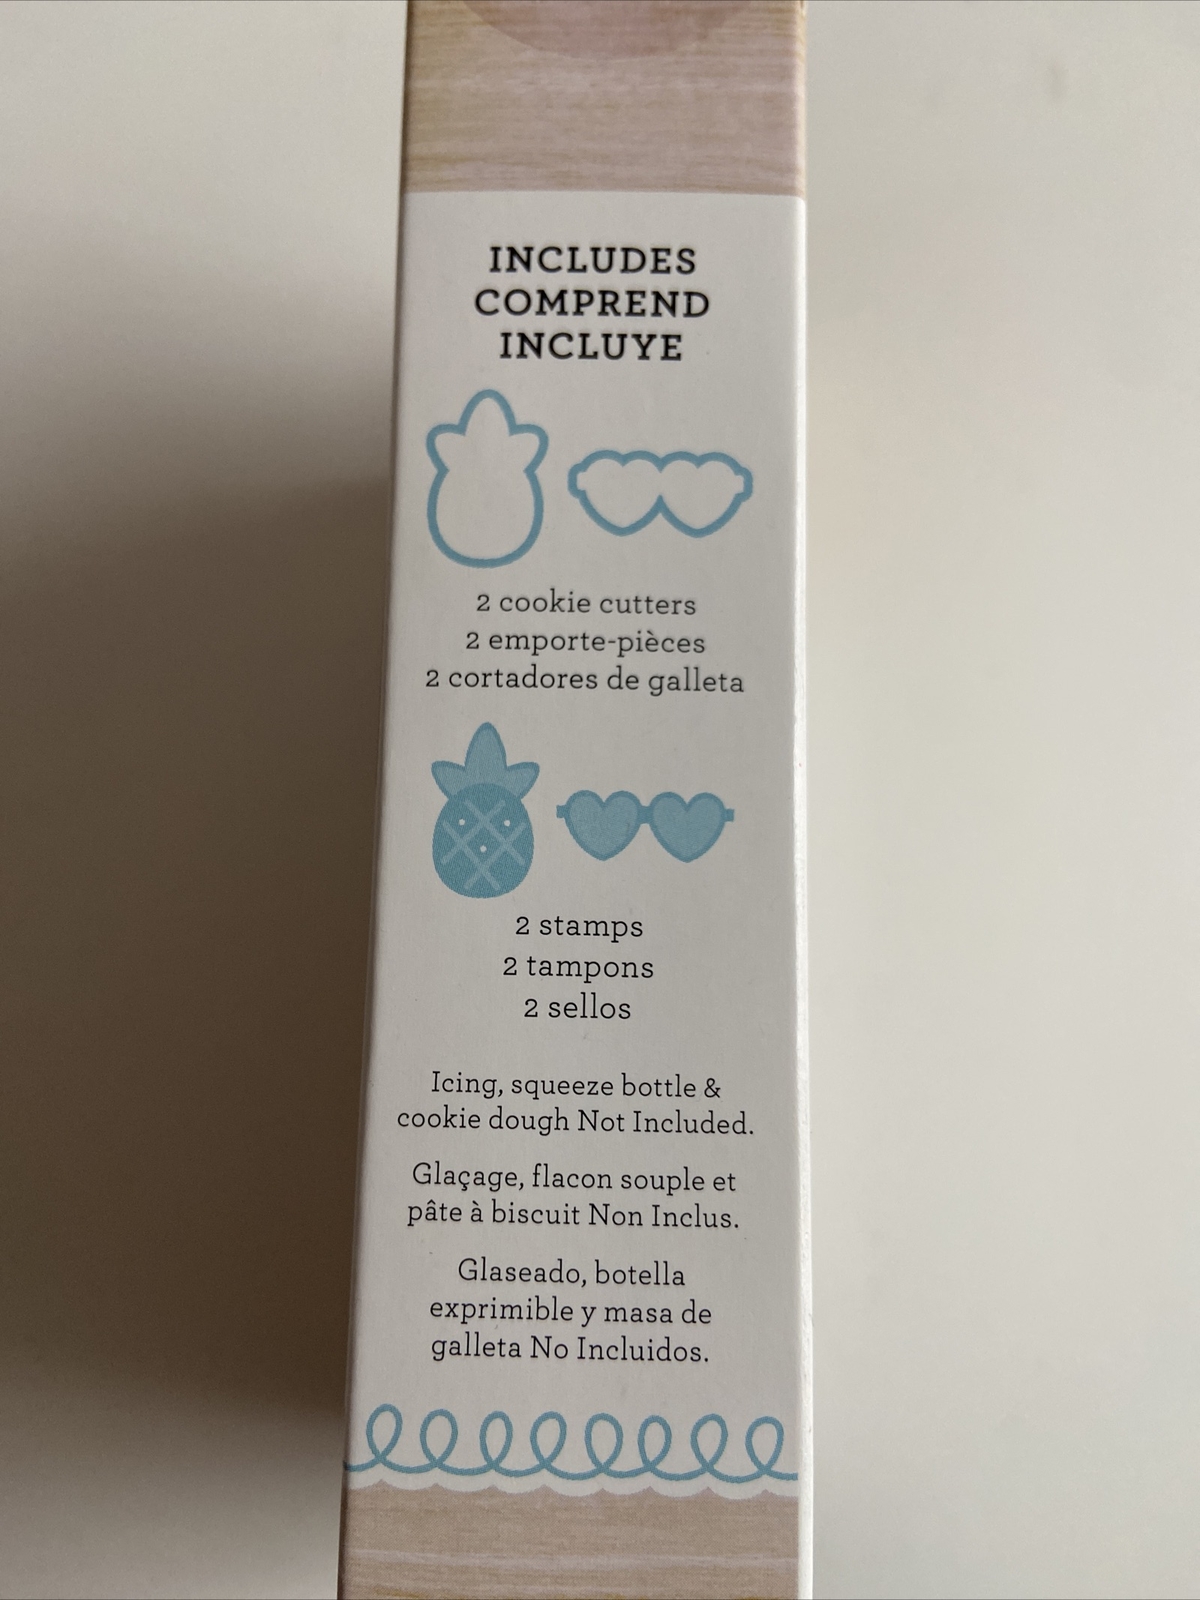 INCLUDES
COMPREND
INCLUYE
2 cookie cutters
2 emporte-pièces
2 cortadores de galleta
2 stamps
2 tampons
2 sellos
Icing, squeeze bottle &
cookie dough Not Included.
Glaçage, flacon souple et
pâte à biscuit Non Inclus.
Glaseado, botella
exprimible y masa de
galleta No Incluidos.